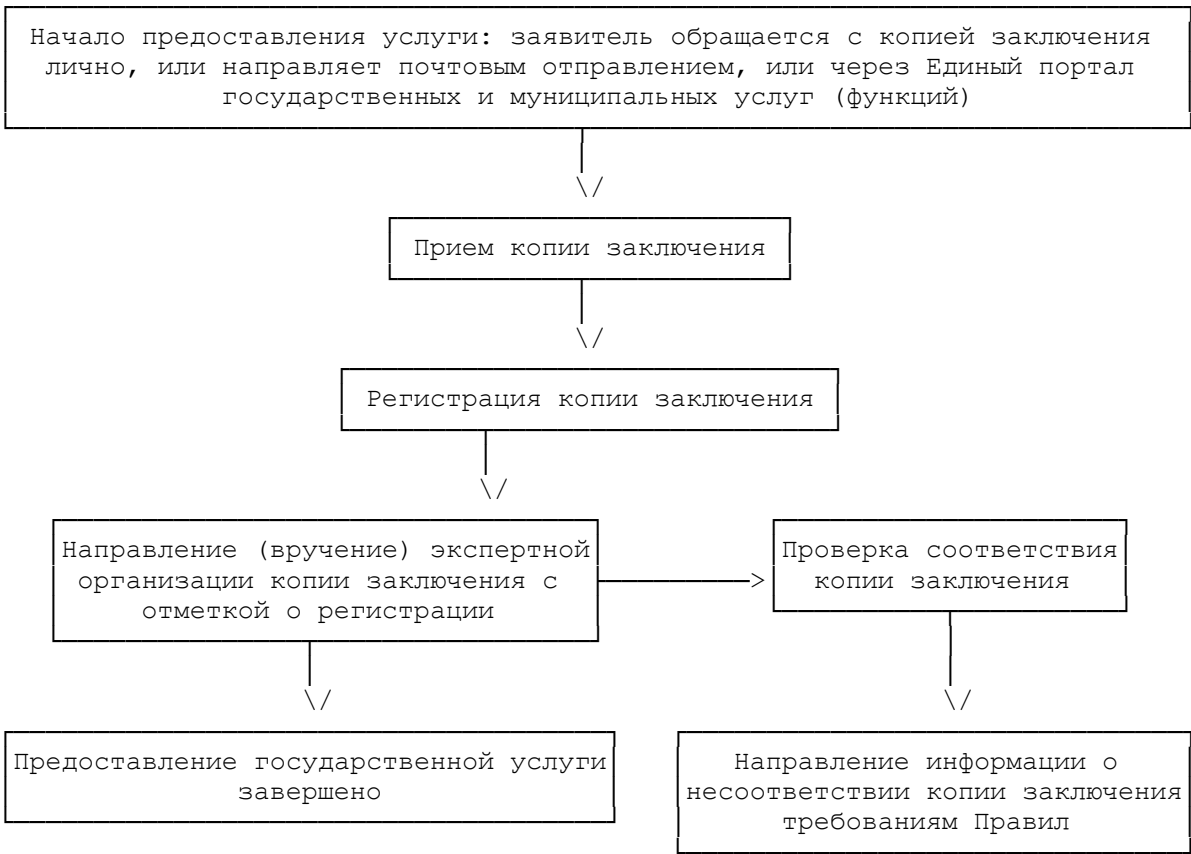 Начало предоставления услуги: заявитель обращается с копией заключения
лично, или направляет почтовым отправлением, или через Единый портал
государственных и муниципальных услуг (функций)
Прием копии заключения
Регистрация копии заключения
Направление (вручение) экспертной
организации копии заключения с
отметкой о регистрации
Проверка соответствия
копии заключения
Предоставление государственной услуги
завершено
Направление информации о
несоответствии копии заключения
требованиям Правил